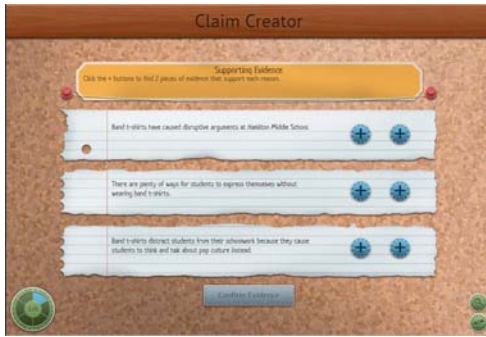 Claim Creator
Supporting Evidence
Click the + buttons to find 2 pieces of evidence that support each reason.
Band t-shirts have caused disruptive arguments at Hamilton Middle School.
There are plenty of ways for students to express themselves without
wearing band t-shirts.
Band t-shirts distract students from their schoolwork because they cause
students to think and talk about pop culture instead.
Confirm Evidence